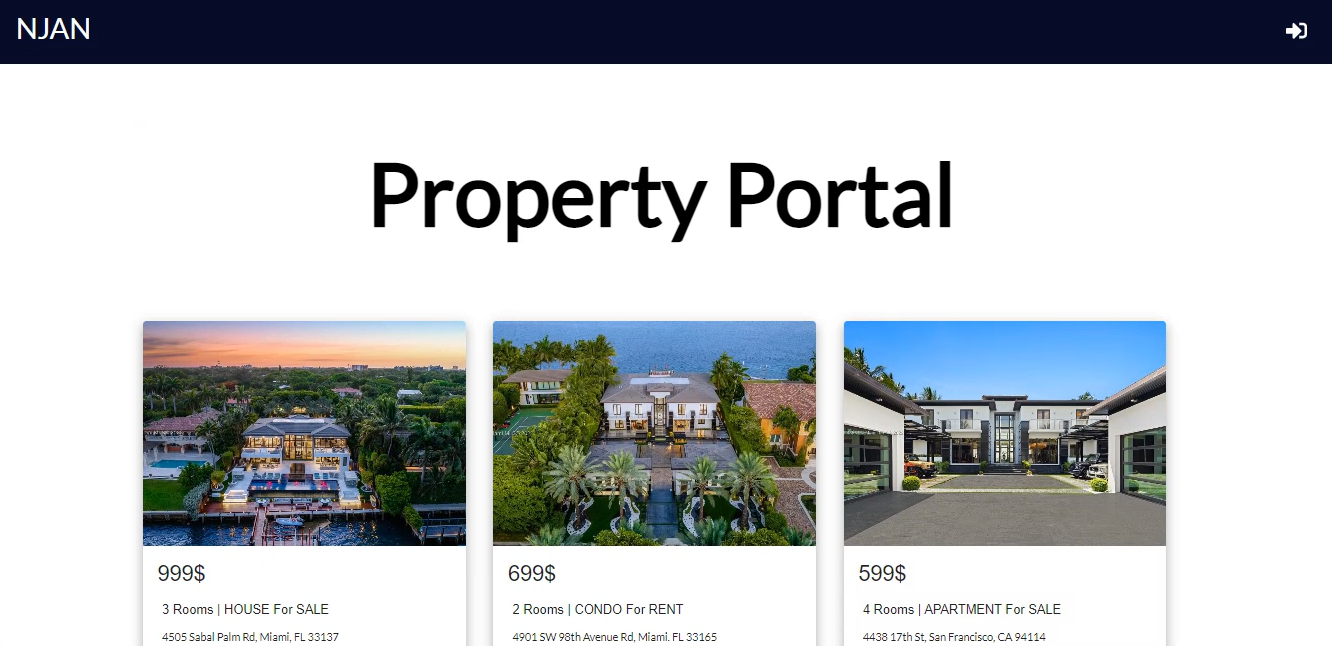 NJAN
Property Portal
999$
3 Rooms | HOUSE For SALE
4505 Sabal Palm Rd, Miami, FL 33137
699$
2 Rooms | CONDO For RENT
4901 SW 98th Avenue Rd, Miami. FL 33165
599$
4 Rooms | APARTMENT For SALE
4438 17th St, San Francisco, CA 94114